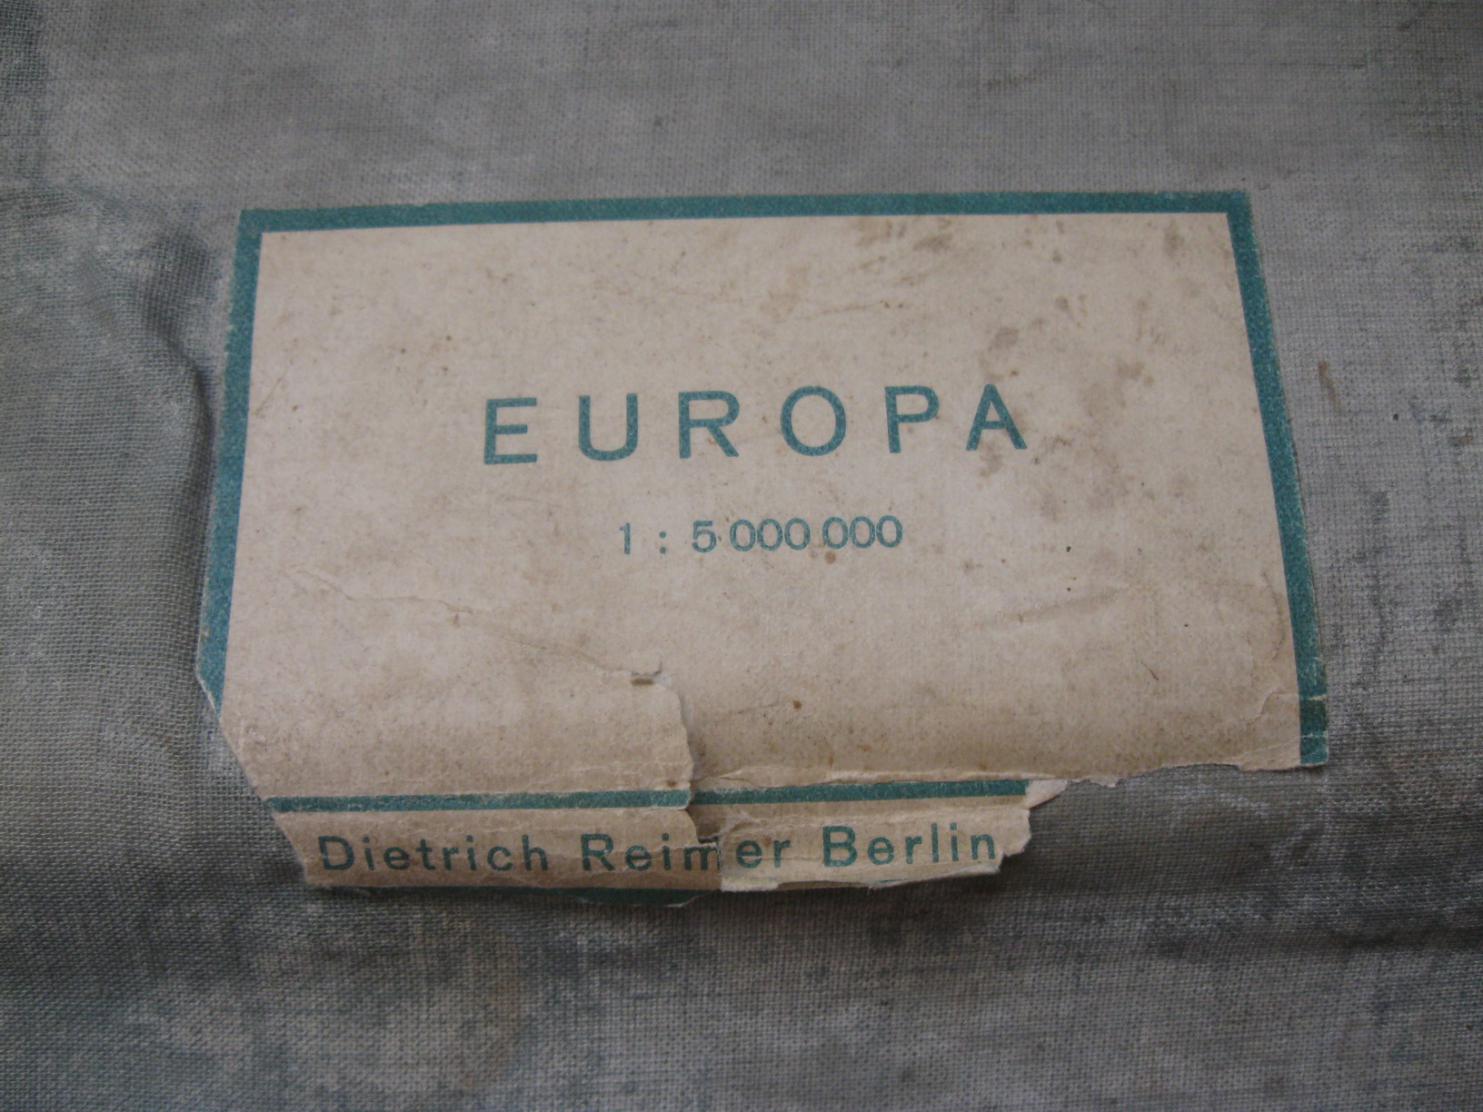 EUROPA
1 : 5 000 000
Dietrich Reimer Berlin